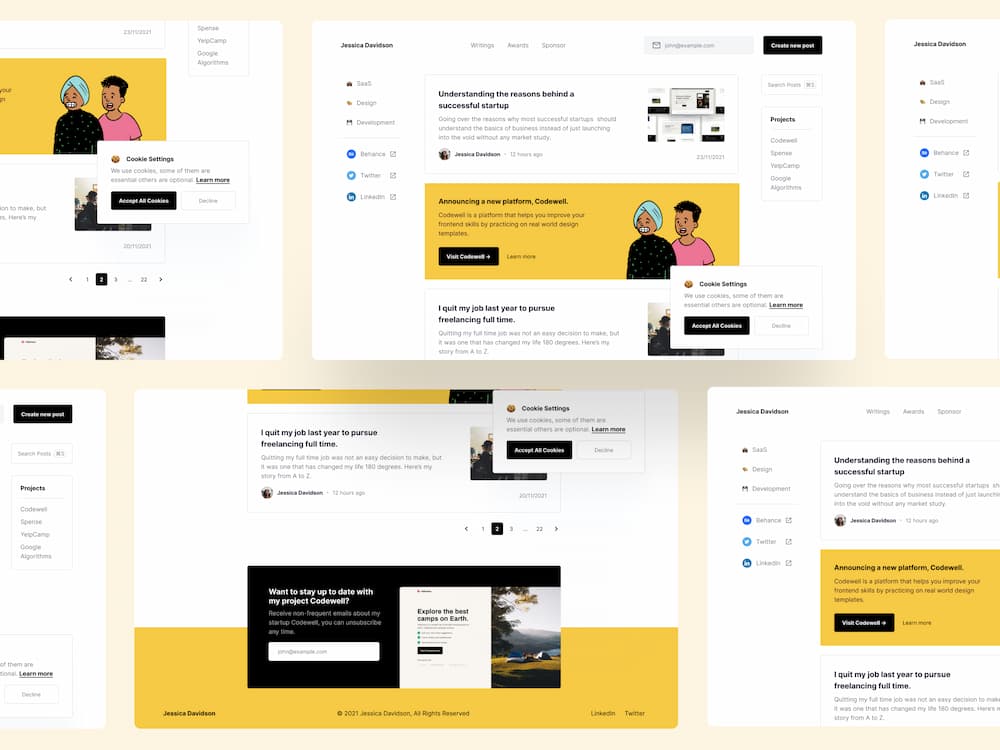 23/11/2021
Spense
YelpCamp
Google
Algorithms
your
gn
Cookie Settings
We use cookies, some of them are
essential others are optional. Learn more
Accept All Cookies
Decline
on to make, but
s. Here's my
20/11/2021
1
2
3
...
22
Jessica Davidson
Writings
Awards
Sponsor
john@example.com
Create new post
SaaS
Design
Development
Behance
Twitter
LinkedIn
Understanding the reasons behind a
successful startup
Going over the reasons why most successful startups should
understand the basics of business instead of just launching
into the void without any market study.
Jessica Davidson · 12 hours ago
23/11/2021
Search Posts ⌘S
Projects
Codewell
Spense
YelpCamp
Google
Algorithms
Announcing a new platform, Codewell.
Codewell is a platform that helps you improve your
frontend skills by practicing on real world design
templates.
Visit Codewell →
Learn more
I quit my job last year to pursue
freelancing full time.
Quitting my full time job was not an easy decision to make, but
it was one that has changed my life 180 degrees. Here's my
story from A to Z.
Cookie Settings
We use cookies, some of them are
essential others are optional. Learn more
Accept All Cookies
Decline
Jessica Davidson
SaaS
Design
Development
Behance
Twitter
LinkedIn
Create new post
Search Posts ⌘S
Projects
Codewell
Spense
YelpCamp
Google
Algorithms
of them are
tional. Learn more
Decline
Cookie Settings
We use cookies, some of them are
essential others are optional. Learn more
Accept All Cookies
Decline
I quit my job last year to pursue
freelancing full time.
Quitting my full time job was not an easy decision to make, but
it was one that has changed my life 180 degrees. Here's my
story from A to Z.
Jessica Davidson · 12 hours ago
20/11/2021
1
2
3
...
22
Want to stay up to date with
my project Codewell?
Receive non-frequent emails about my
startup Codewell, you can unsubscribe
any time.
john@example.com
Explore the best
camps on Earth.
Jessica Davidson
© 2021 Jessica Davidson, All Rights Reserved
LinkedIn
Twitter
Jessica Davidson
Writings
Awards
Sponsor
SaaS
Design
Development
Behance
Twitter
LinkedIn
Understanding the reasons behind a
successful startup
Going over the reasons why most successful startups sh
understand the basics of business instead of just launch
into the void without any market study.
Jessica Davidson · 12 hours ago
Announcing a new platform, Codewell.
Codewell is a platform that helps you improve your
frontend skills by practicing on real world design
templates.
Visit Codewell →
Learn more
I quit my job last year to pursue
freelancing full time.
Quitting my full time job was not an easy decision to make
it was one that has changed my life 180 degrees. Here's
story from A to Z.